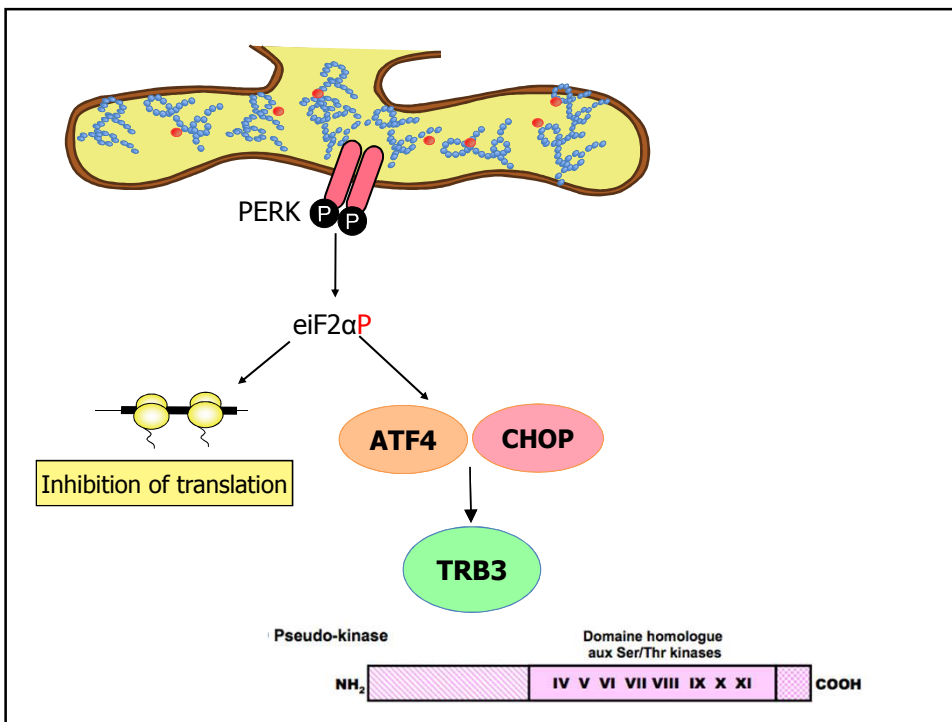 PERK
P
P
eiF2αP
ATF4
CHOP
Inhibition of translation
TRB3
Pseudo-kinase
Domaine homologue
aux Ser/Thr kinases
NH2
IV V VI VII VIII IX X XI
COOH